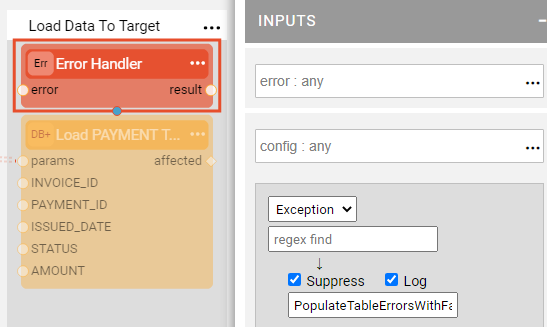 Load Data To Target
Err Error Handler
error result
DB+ Load PAYMENT T...
params affected
INVOICE_ID
PAYMENT_ID
ISSUED_DATE
STATUS
AMOUNT
INPUTS
error : any
config : any
Exception
regex find
↓
Suppress Log
PopulateTableErrorsWithFa